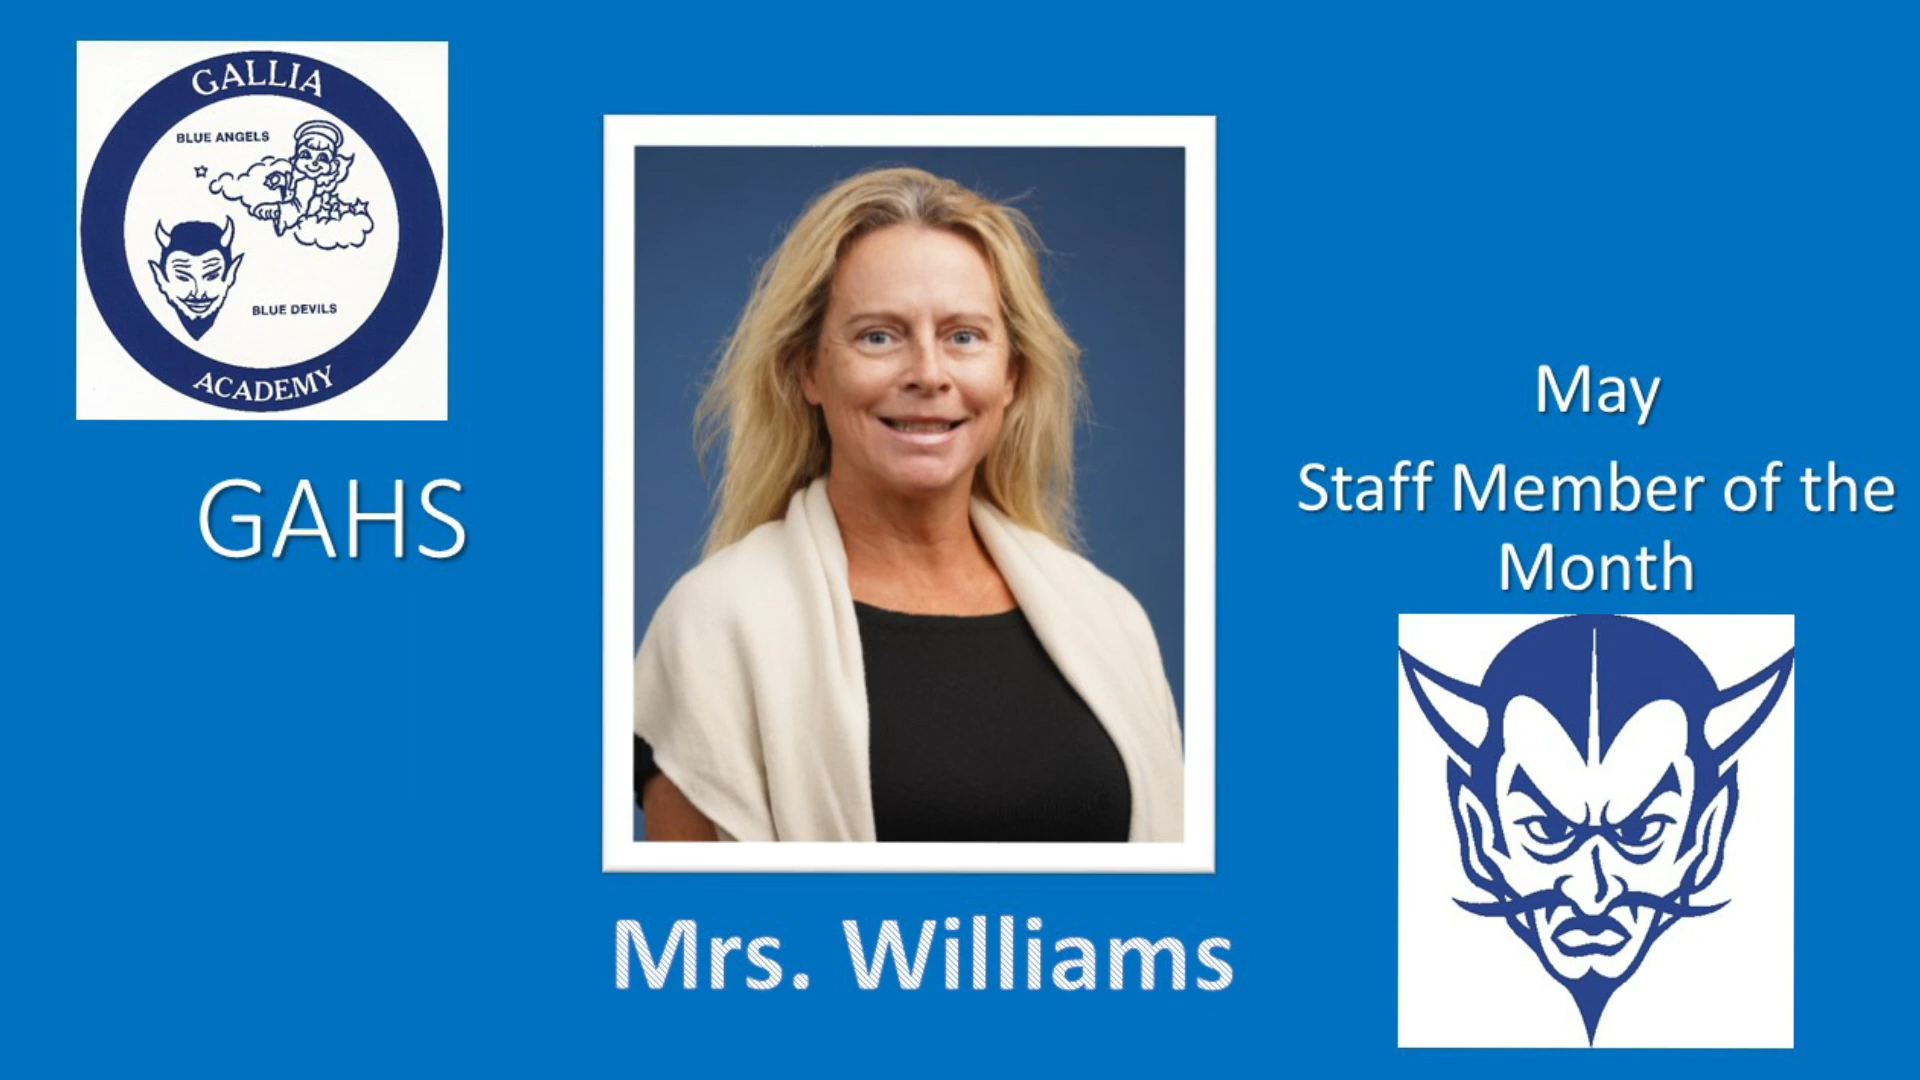 GALLIA
BLUE ANGELS
BLUE DEVILS
ACADEMY
GAHS
Mrs. Williams
May
Staff Member of the
Month